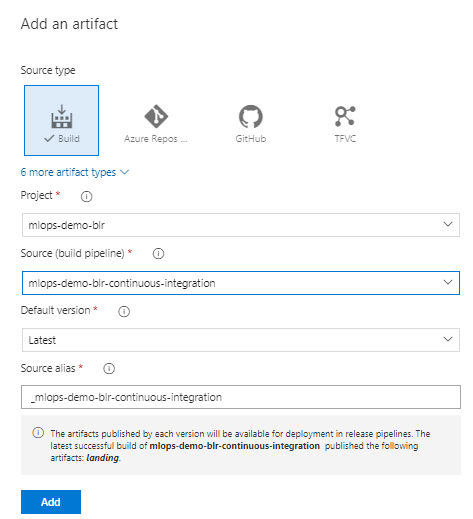 Add an artifact
Source type
Build
Azure Repos ...
GitHub
TFVC
6 more artifact types
Project *
mlops-demo-blr
Source (build pipeline) *
mlops-demo-blr-continuous-integration
Default version *
Latest
Source alias *
_mlops-demo-blr-continuous-integration
The artifacts published by each version will be available for deployment in release pipelines. The
latest successful build of mlops-demo-blr-continuous-integration published the following
artifacts: landing.
Add